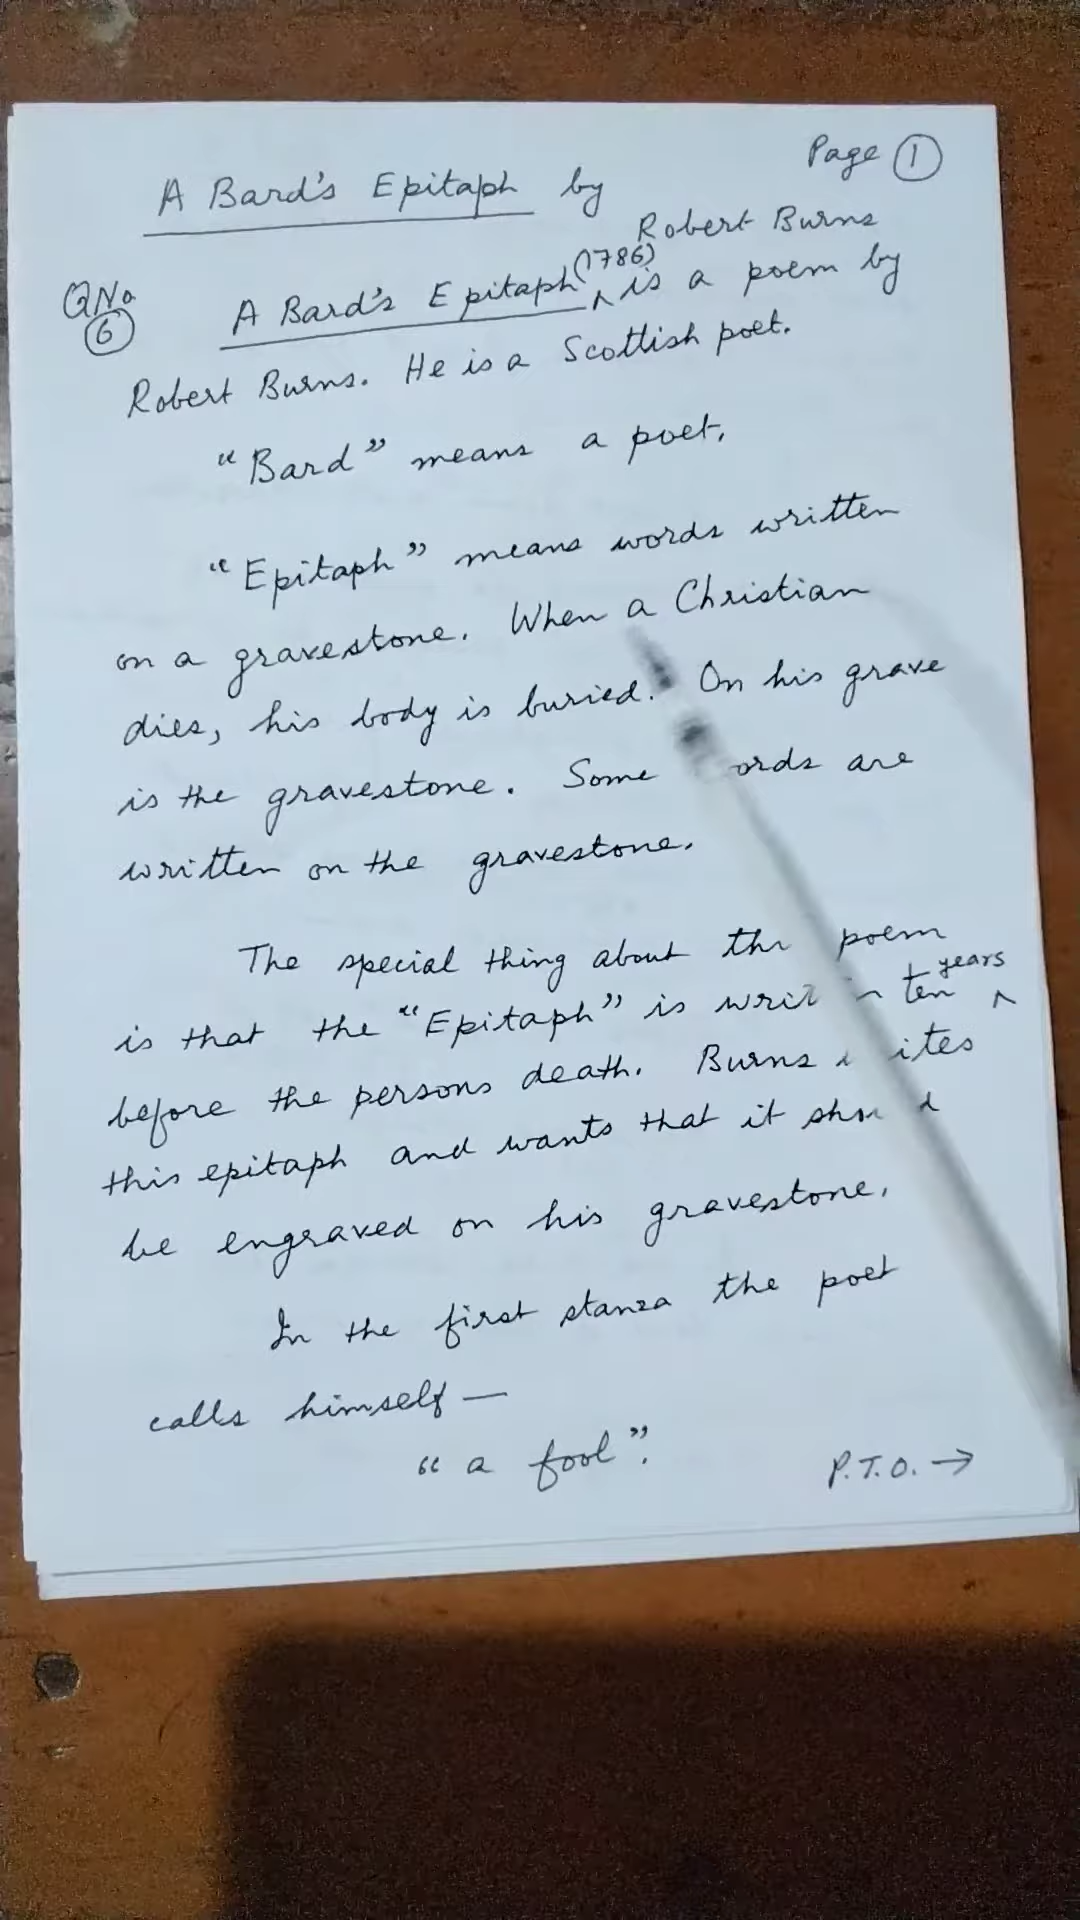 Page 1
A Bard's Epitaph by
Robert Burns
QNo
6
A Bard's Epitaph (1786) ^ is a poem by
Robert Burns. He is a Scottish poet.
"Bard" means a poet.
"Epitaph" means words written
on a gravestone. When a Christian
dies, his body is buried. On his grave
is the gravestone. Some ords are
written on the gravestone.
The special thing about the poem
is that the "Epitaph" is writ n ten years ^
before the persons death. Burns ites
this epitaph and wants that it sho d
be engraved on his gravestone.
In the first stanza the poet
calls himself —
"a fool".
P.T.O. →